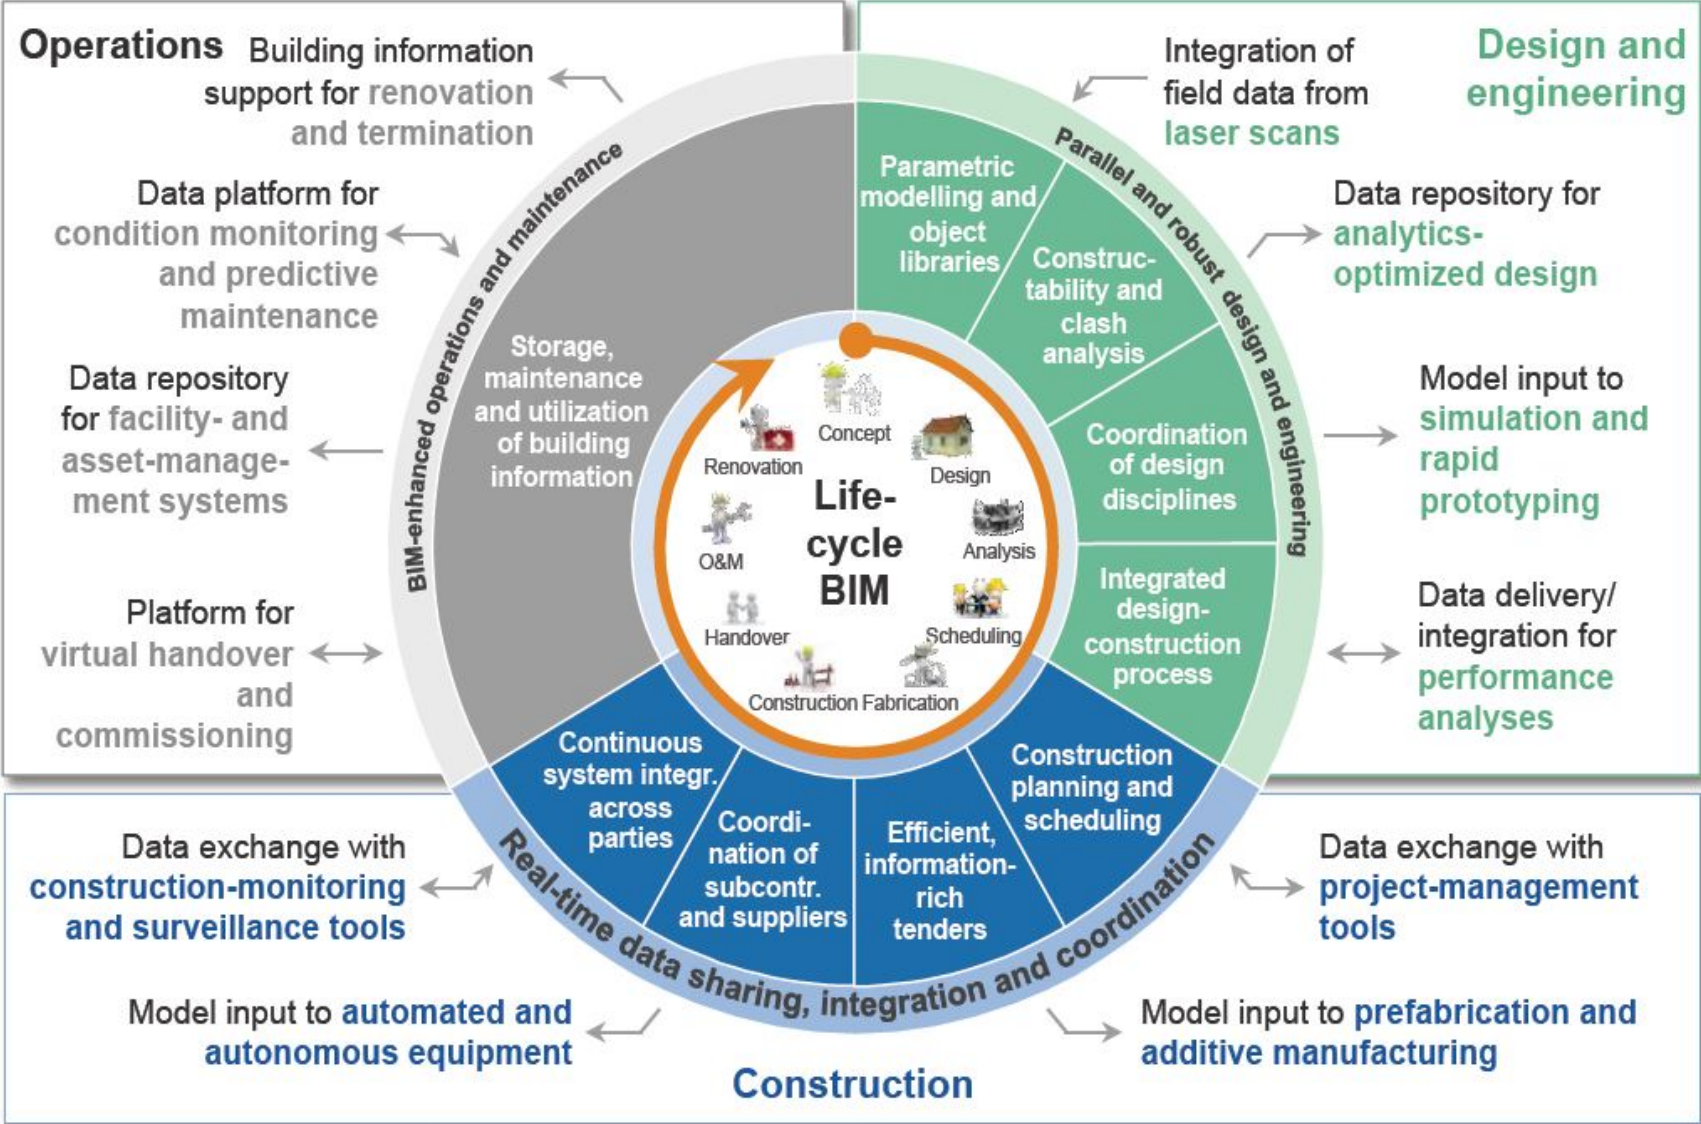 Operations
Building information
support for renovation
and termination
Data platform for
condition monitoring
and predictive
maintenance
Data repository
for facility- and
asset-manage-
ment systems
Platform for
virtual handover
and
commissioning
BIM-enhanced operations and maintenance
Storage,
maintenance
and utilization
of building
information
Design and
engineering
Integration of
field data from
laser scans
Data repository for
analytics-
optimized design
Model input to
simulation and
rapid
prototyping
Data delivery/
integration for
performance
analyses
Parallel and robust design and engineering
Parametric
modelling and
object
libraries
Construc-
tability and
clash
analysis
Coordination
of design
disciplines
Integrated
design-
construction
process
Life-
cycle
BIM
Concept
Design
Analysis
Scheduling
Fabrication
Construction
Handover
O&M
Renovation
Construction
planning and
scheduling
Efficient,
information-
rich
tenders
Coordi-
nation of
subcontr.
and suppliers
Continuous
system integr.
across
parties
Real-time data sharing, integration and coordination
Data exchange with
construction-monitoring
and surveillance tools
Model input to automated and
autonomous equipment
Data exchange with
project-management
tools
Model input to prefabrication and
additive manufacturing
Construction